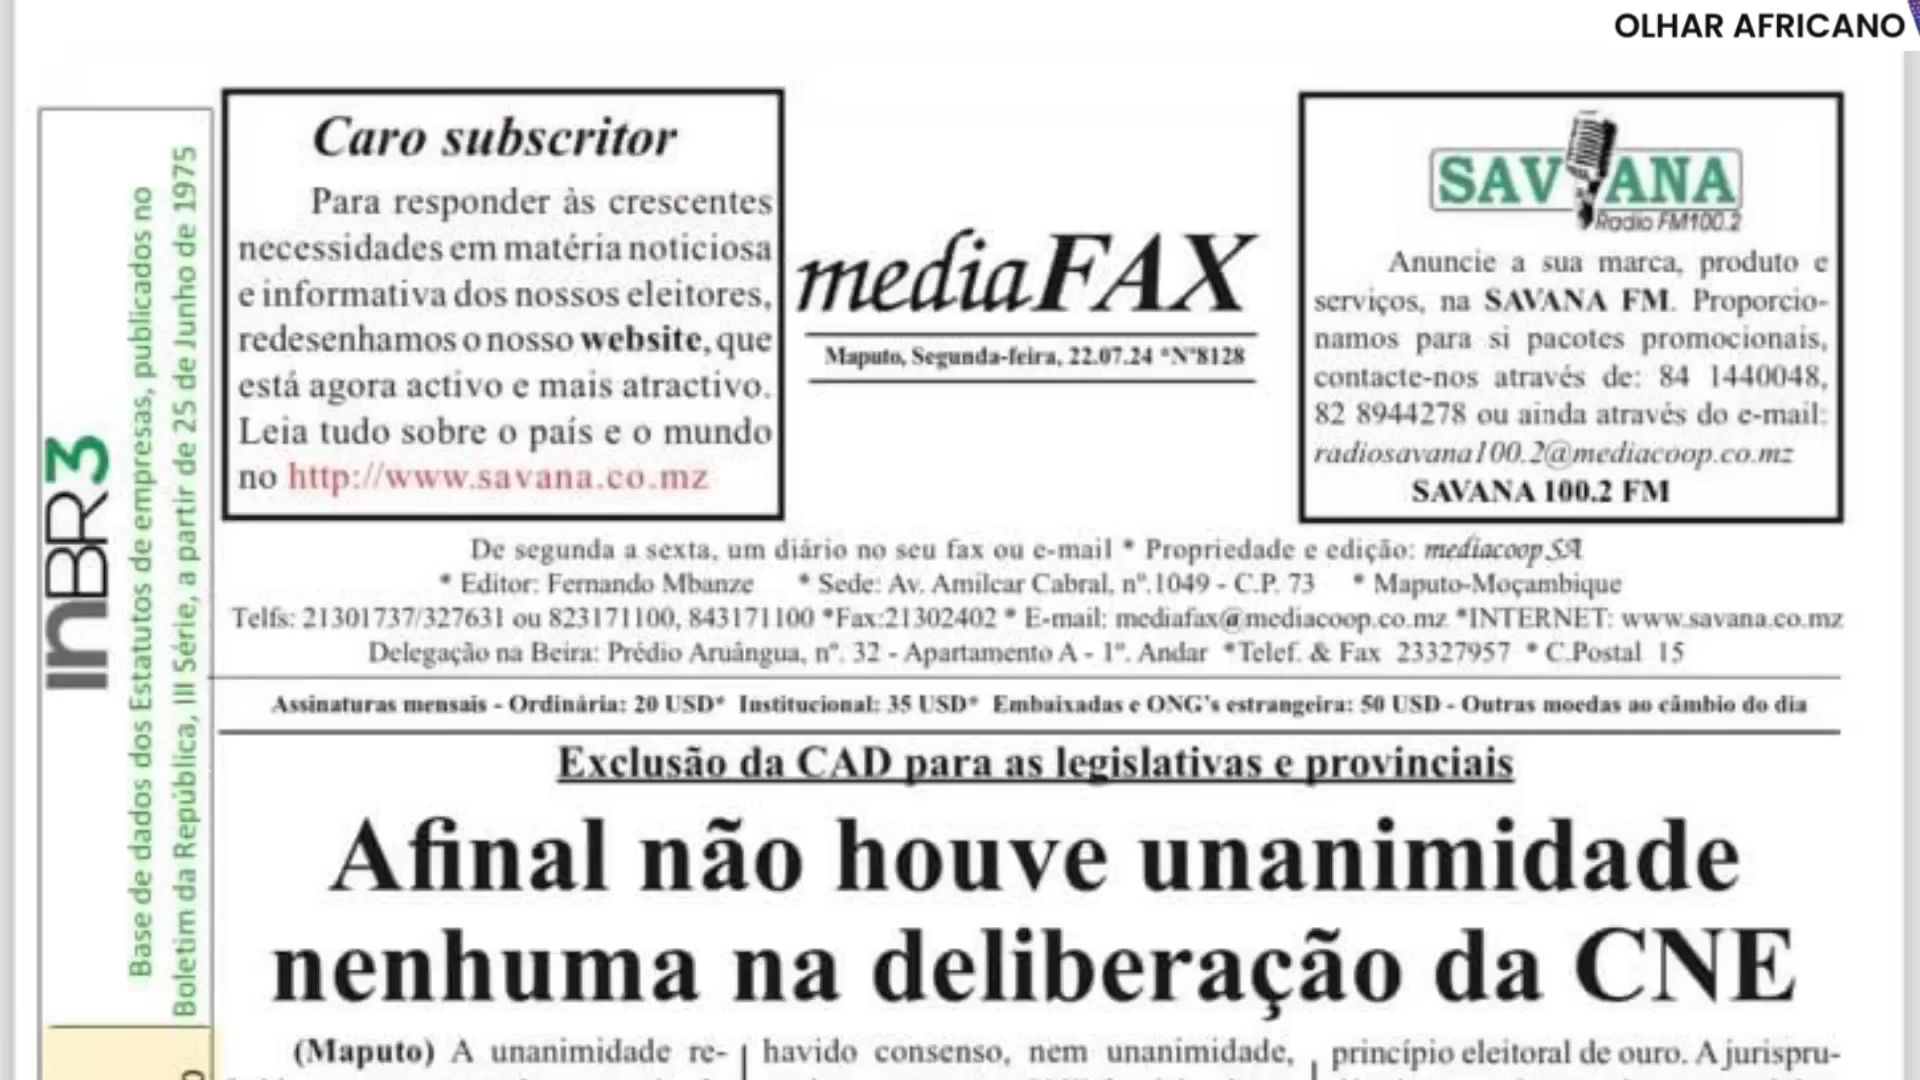 OLHAR AFRICANO
inBR3
Base de dados dos Estatutos de empresas, publicados no
Boletim da República, III Série, a partir de 25 de Junho de 1975
Caro subscritor
Para responder às crescentes
necessidades em matéria noticiosa
e informativa dos nossos eleitores,
redesenhamos o nosso website, que
está agora activo e mais atractivo.
Leia tudo sobre o país e o mundo
no http://www.savana.co.mz
mediaFAX
Maputo, Segunda-feira, 22.07.24 *Nº8128
SAVANA
Radio FM100.2
Anuncie a sua marca, produto e
serviços, na SAVANA FM. Proporcio-
namos para si pacotes promocionais,
contacte-nos através de: 84 1440048,
82 8944278 ou ainda através do e-mail:
radiosavana100.2@mediacoop.co.mz
SAVANA 100.2 FM
De segunda a sexta, um diário no seu fax ou e-mail * Propriedade e edição: mediacoop SA
* Editor: Fernando Mbanze * Sede: Av. Amilcar Cabral, nº.1049 - C.P. 73 * Maputo-Moçambique
Telfs: 21301737/327631 ou 823171100, 843171100 *Fax:21302402 * E-mail: mediafax@mediacoop.co.mz *INTERNET: www.savana.co.mz
Delegação na Beira: Prédio Aruângua, nº. 32 - Apartamento A - 1º. Andar *Telef. & Fax 23327957 * C.Postal 15
Assinaturas mensais - Ordinária: 20 USD* Institucional: 35 USD* Embaixadas e ONG's estrangeira: 50 USD - Outras moedas ao câmbio do dia
Exclusão da CAD para as legislativas e provinciais
Afinal não houve unanimidade
nenhuma na deliberação da CNE
(Maputo) A unanimidade re-
havido consenso, nem unanimidade,
princípio eleitoral de ouro. A jurispru-